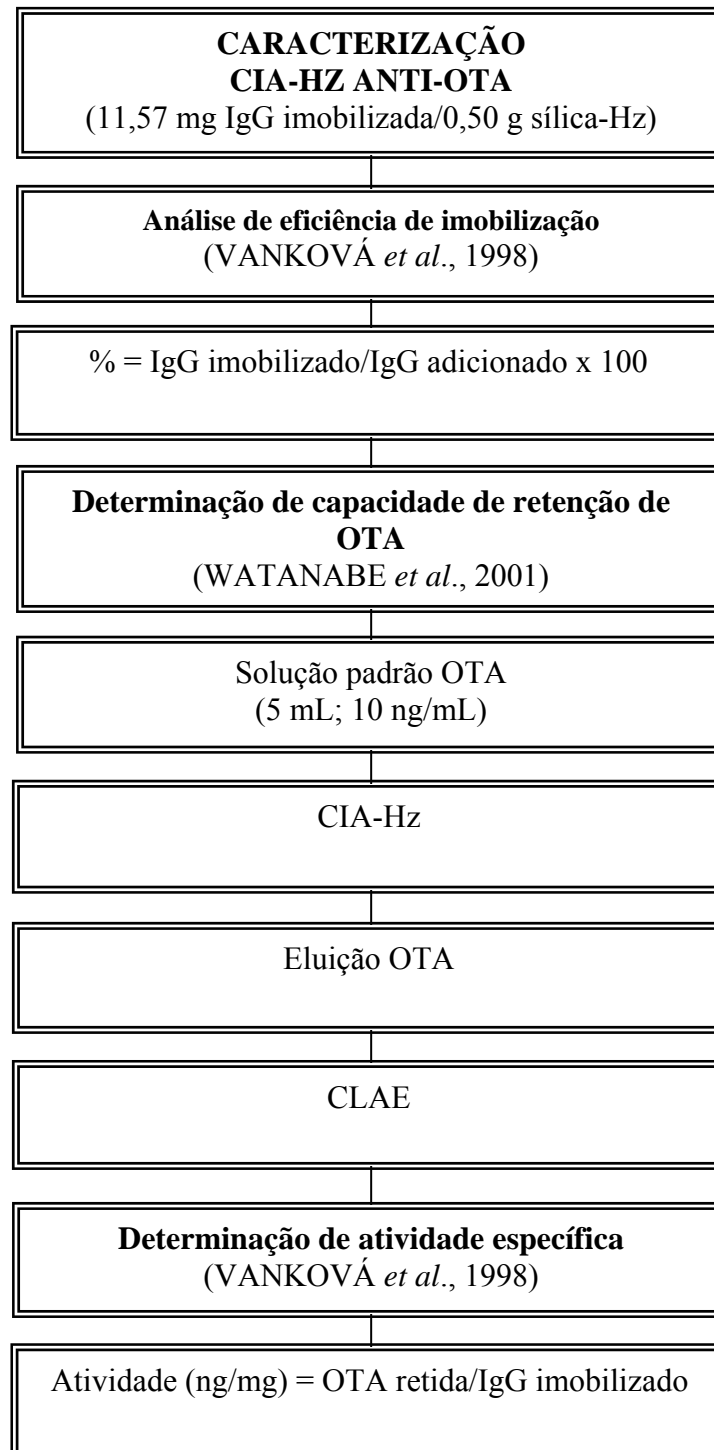 CARACTERIZAÇÃO
CIA-HZ ANTI-OTA
(11,57 mg IgG imobilizada/0,50 g sílica-Hz)
Análise de eficiência de imobilização
(VANKOVÁ et al., 1998)
% = IgG imobilizado/IgG adicionado x 100
Determinação de capacidade de retenção de
OTA
(WATANABE et al., 2001)
Solução padrão OTA
(5 mL; 10 ng/mL)
CIA-Hz
Eluição OTA
CLAE
Determinação de atividade específica
(VANKOVÁ et al., 1998)
Atividade (ng/mg) = OTA retida/IgG imobilizado